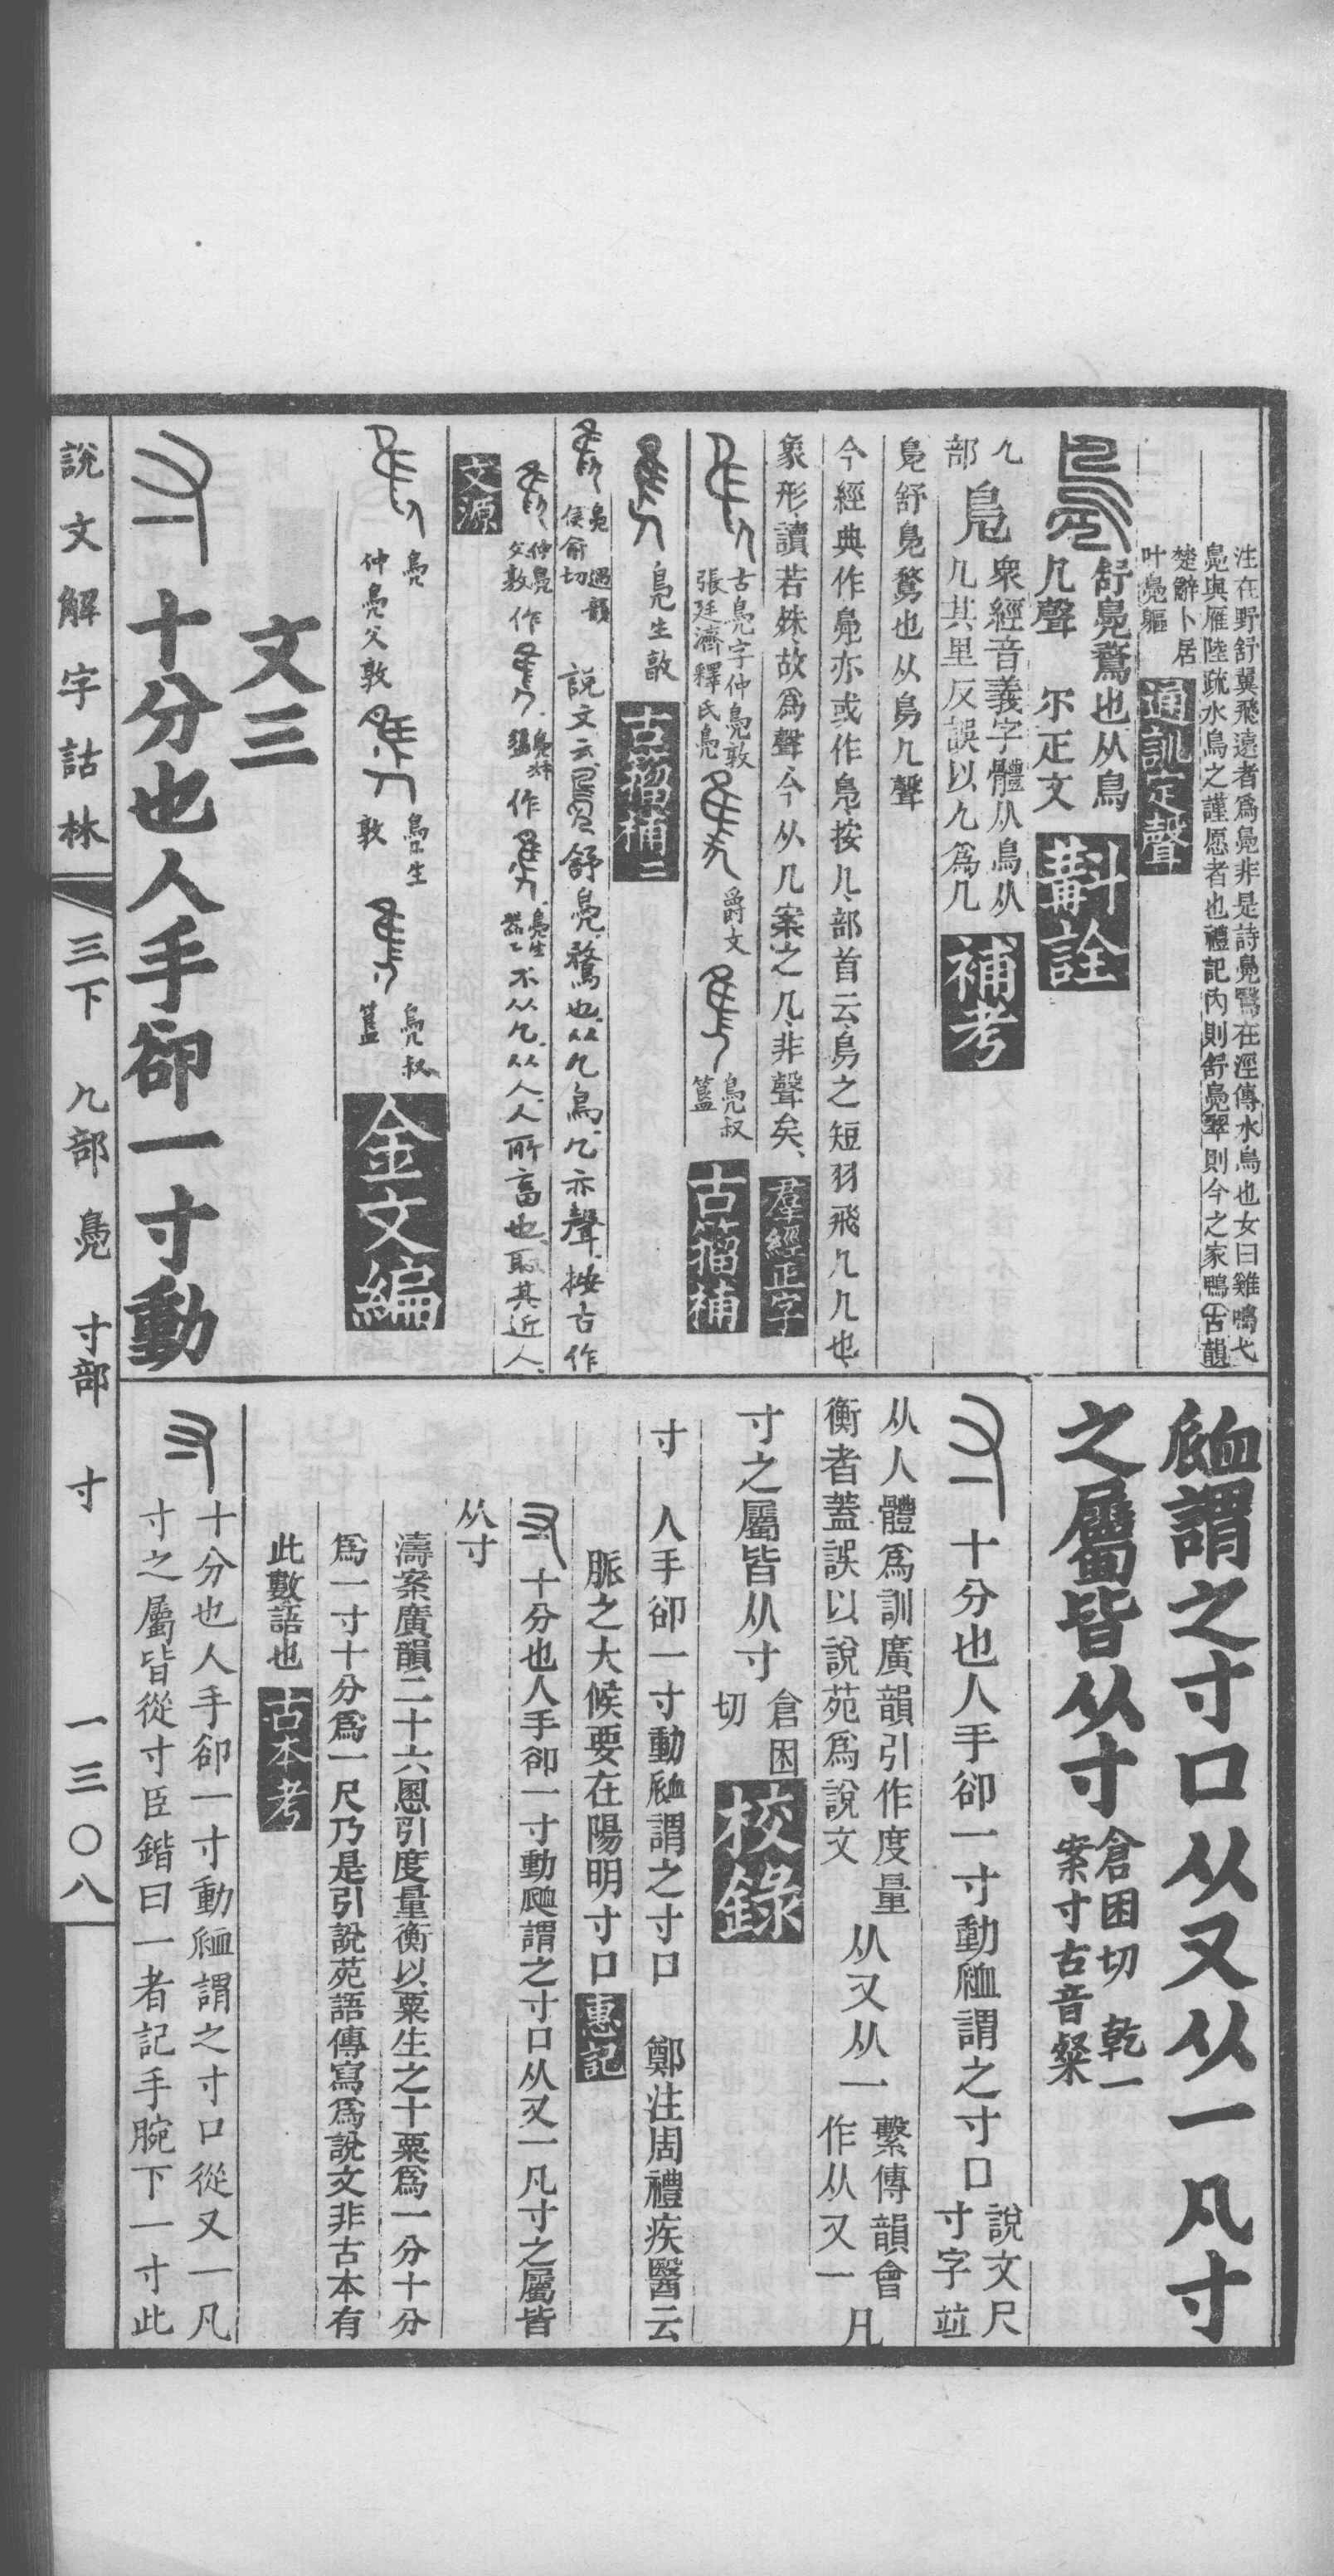 注在野舒翼飛遠者爲鳧非是詩鳧鷖在涇傳水鳥也女曰雞鳴弋
鳧與雁陸疏水鳥之謹愿者也禮記內則舒鳧翠則今之家鴨古韻
楚辭卜居
叶鳧軀
通訓定聲
舒鳧鶩也从鳥
几聲 尒正文
斠詮
几部 鳧
眾經音義字體从鳥从
几其里反誤以几爲几
補考
鳧舒鳧鶩也从鳥几聲
今經典作鳧亦或作鳬按几部首云鳥之短羽飛几几也
象形讀若殊故爲聲今从几案之几非聲矣
羣經正字
古鳧字仲鳧敦
張廷濟釋
氏鳧
爵文
鳧叔
簠
古籀補
鳧生敦
古籀補二
鳧 遇韻
侯俞切
說文云 舒鳧鶩也从几鳥几亦聲按古作
仲鳧
父敦
作
作
不从几从人人所畜也取其近人
文源
鳧
仲鳧父敦
鳧生
敦
鳧叔
簠
金文編
文三
十分也人手卻一寸動
說文解字詁林
三下 几部 鳧 寸部 寸 一三〇八
䘑謂之寸口从又从一凡寸
之屬皆从寸
倉困切 乾一
案寸古音粲
十分也人手卻一寸動䘑謂之寸口
說文尺
寸字竝
从人體爲訓廣韻引作度量
衡者蓋誤以說苑爲說文
从又从一
繫傳韻會
作从又一
凡
寸之屬皆从寸
倉困
切
校錄
寸 人手卻一寸動䘑謂之寸口 鄭注周禮疾醫云
脈之大候要在陽明寸口
惠記
十分也人手卻一寸動䘑謂之寸口从又一凡寸之屬皆
从寸
濤案廣韻二十六慁引度量衡以粟生之十粟爲一分十分
爲一寸十分爲一尺乃是引說苑語傳寫爲說文非古本有
此數語也
古本考
十分也人手卻一寸動䘑謂之寸口從又一凡
寸之屬皆從寸臣鍇曰一者記手腕下一寸此